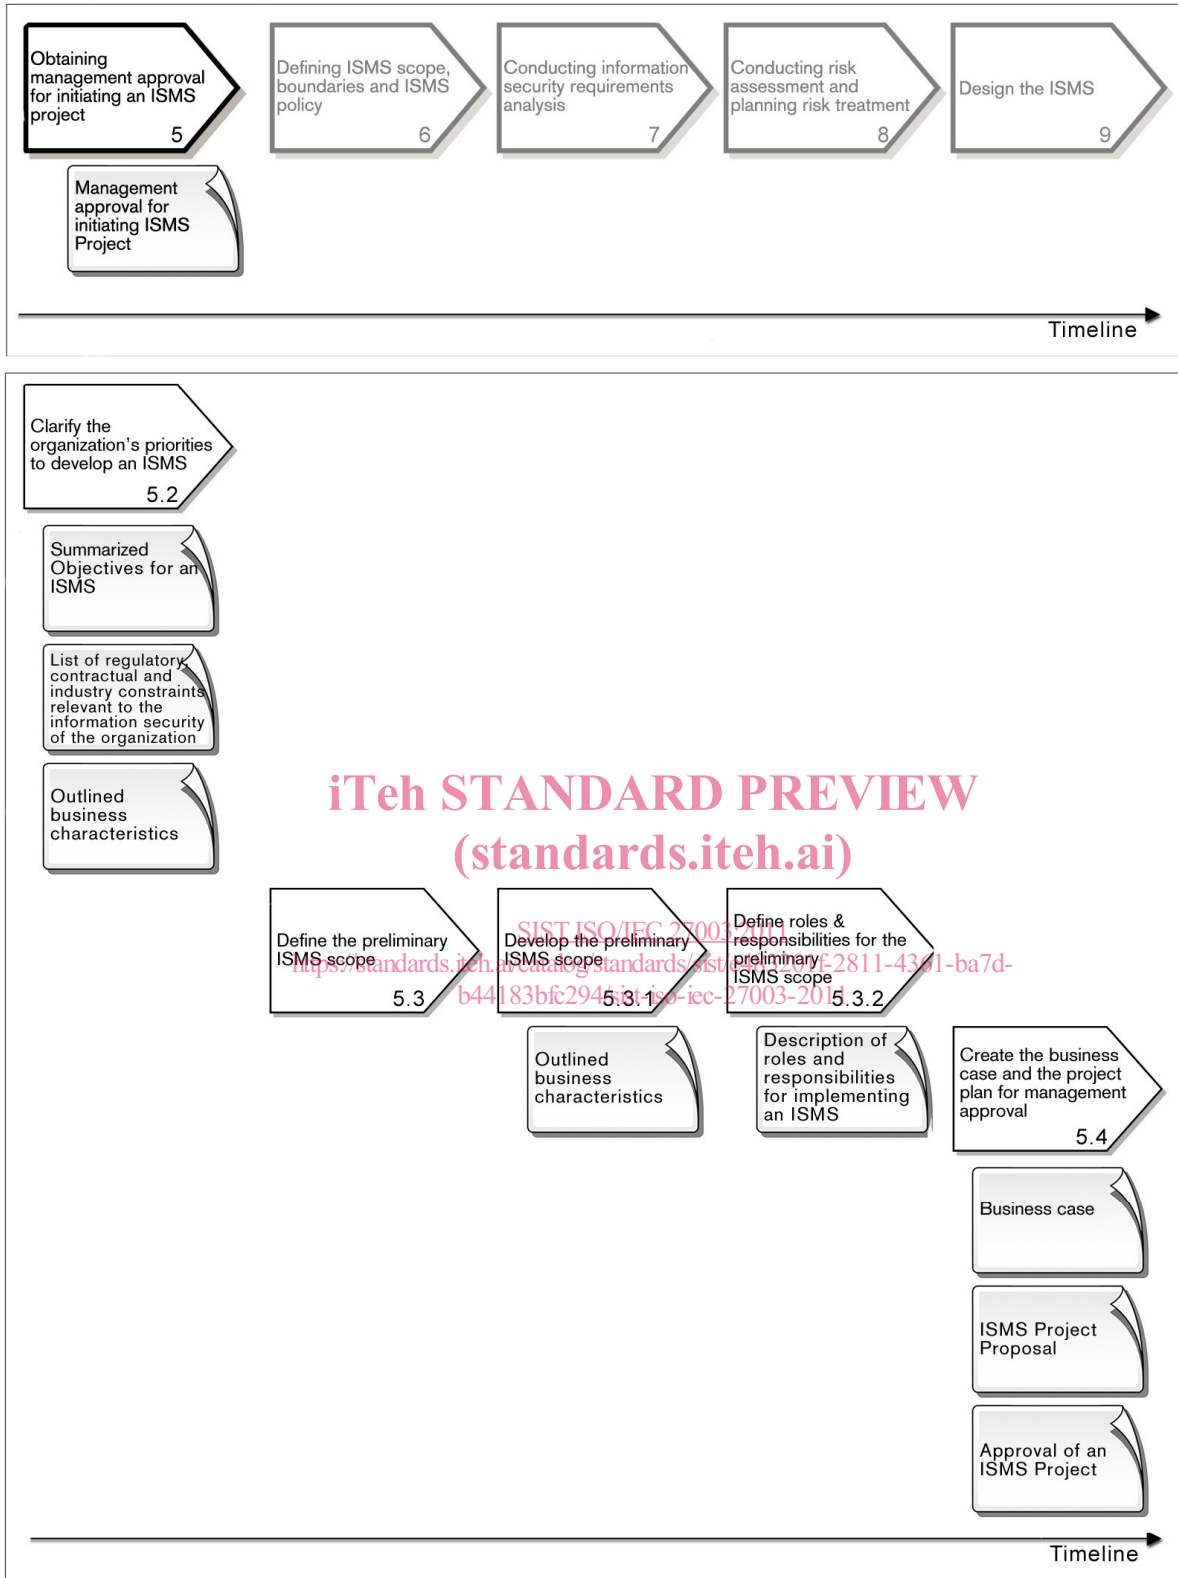 Obtaining
management approval
for initiating an ISMS
project
5
Defining ISMS scope,
boundaries and ISMS
policy
6
Conducting information
security requirements
analysis
7
Conducting risk
assessment and
planning risk treatment
8
Design the ISMS
9
Management
approval for
initiating ISMS
Project
Timeline
Clarify the
organization's priorities
to develop an ISMS
5.2
Summarized
Objectives for an
ISMS
List of regulatory,
contractual and
industry constraints
relevant to the
information security
of the organization
Outlined
business
characteristics
iTeh STANDARD PREVIEW
(standards.iteh.ai)
SIST ISO/IEC 27003:2011
https://standards.iteh.ai/catalog/standards/sist/ 2811-4361-ba7d-
b44183bfc294/sist-iso-iec-27003-2011
Define the preliminary
ISMS scope
5.3
Develop the preliminary
ISMS scope
5.3.1
Define roles &
responsibilities for the
preliminary
ISMS scope
5.3.2
Outlined
business
characteristics
Description of
roles and
responsibilities
for implementing
an ISMS
Create the business
case and the project
plan for management
approval
5.4
Business case
ISMS Project
Proposal
Approval of an
ISMS Project
Timeline